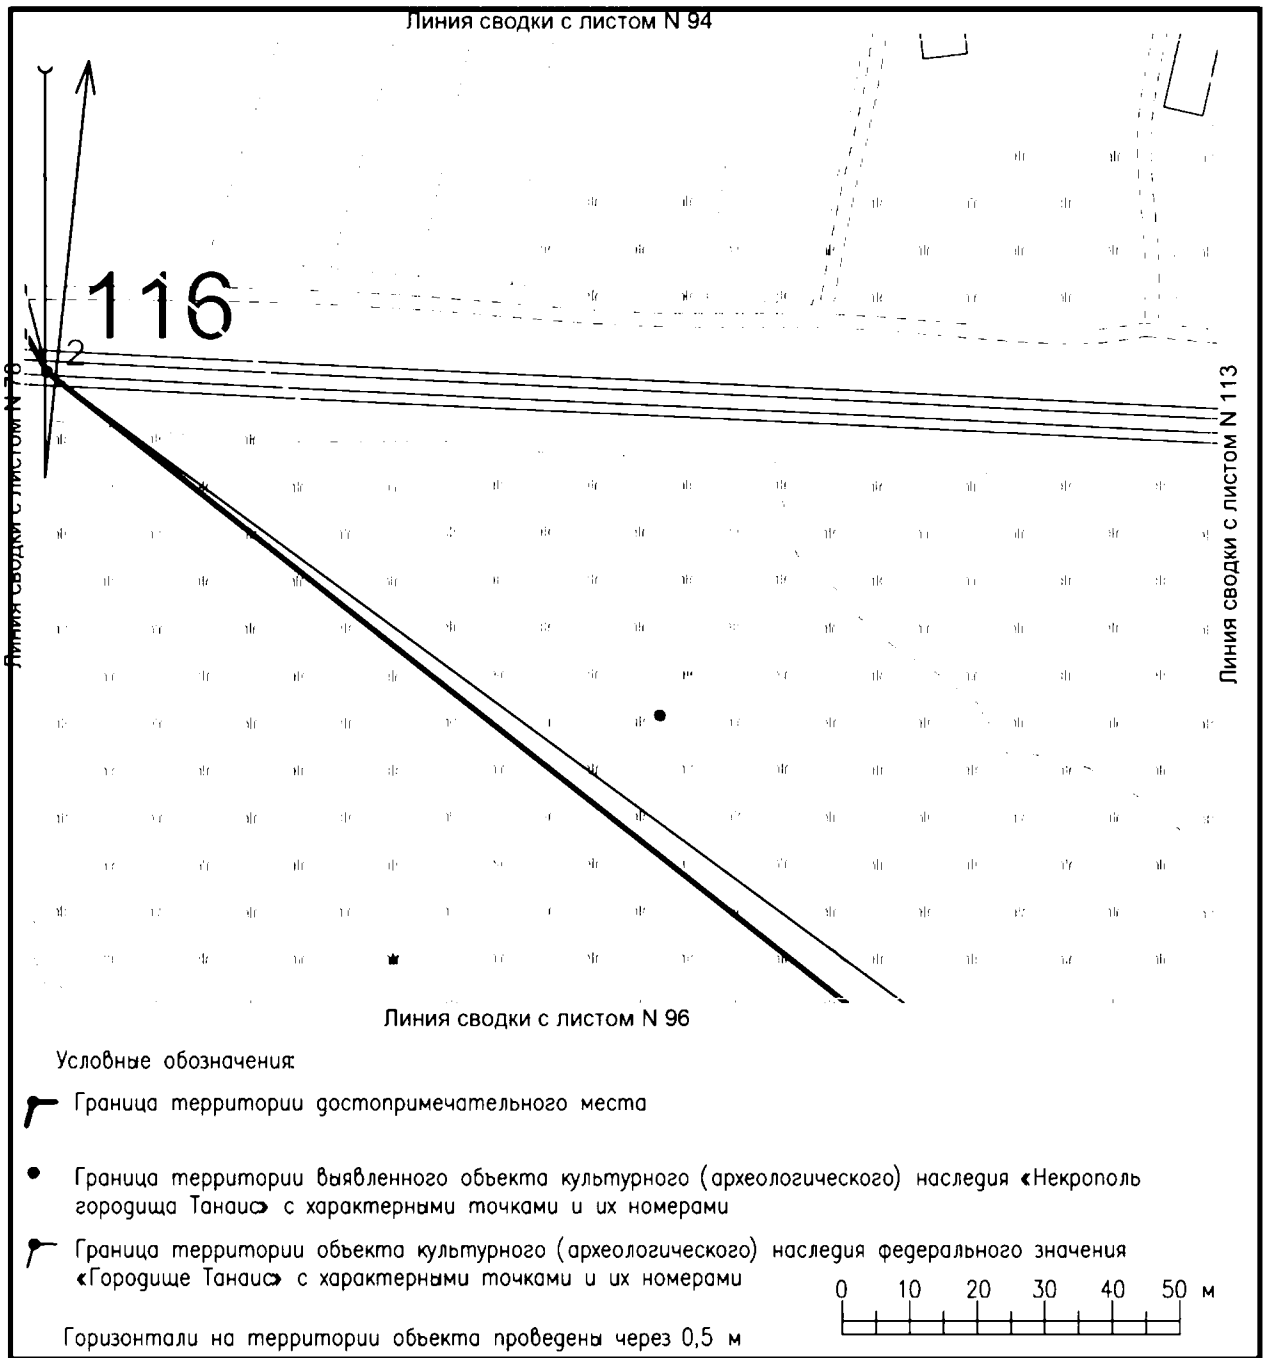 Линия сводки с листом N 94
116
2
Линия сводки с листом N 78
Линия сводки с листом N 113
Линия сводки с листом N 96
Условные обозначения:
Граница территории достопримечательного места
Граница территории выявленного объекта культурного (археологического) наследия «Некрополь
городища Танаис» с характерными точками и их номерами
Граница территории объекта культурного (археологического) наследия федерального значения
«Городище Танаис» с характерными точками и их номерами
0 10 20 30 40 50 м
Горизонтали на территории объекта проведены через 0,5 м